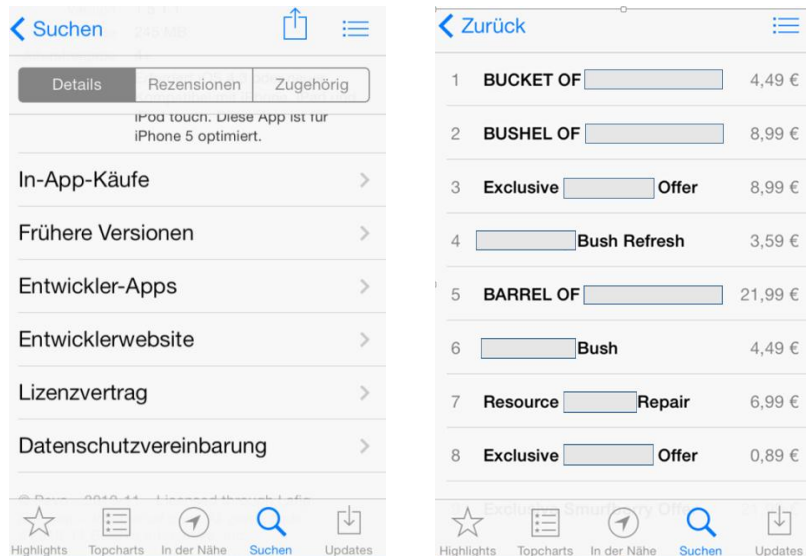 Suchen
Details
Rezensionen
Zugehörig
iPod touch. Diese App ist für
iPhone 5 optimiert.
In-App-Käufe
Frühere Versionen
Entwickler-Apps
Entwicklerwebsite
Lizenzvertrag
Datenschutzvereinbarung
Highlights
Topcharts
In der Nähe
Suchen
Updates
Zurück
1 BUCKET OF 4,49 €
2 BUSHEL OF 8,99 €
3 Exclusive Offer 8,99 €
4 Bush Refresh 3,59 €
5 BARREL OF 21,99 €
6 Bush 4,49 €
7 Resource Repair 6,99 €
8 Exclusive Offer 0,89 €
Exclusive Smurfberry Offer
Highlights
Topcharts
In der Nähe
Suchen
Updates